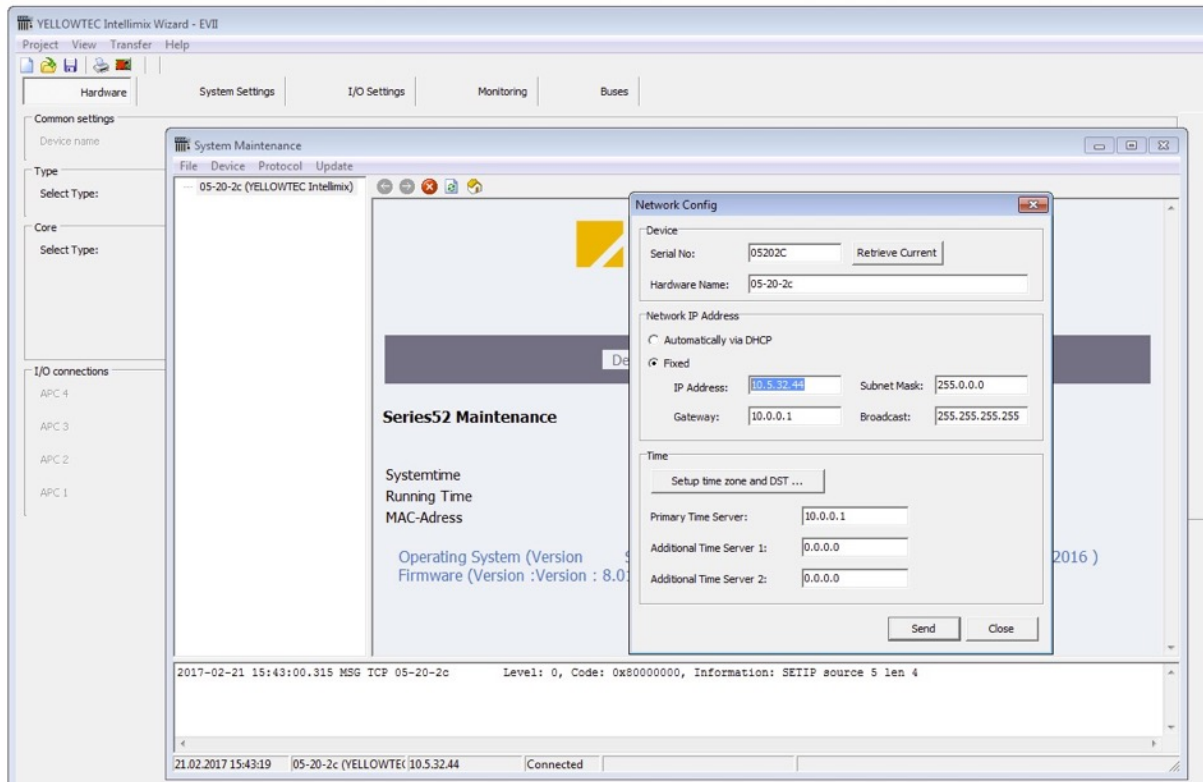 YELLOWTEC Intellimix Wizard - EVII
Project View Transfer Help
Hardware System Settings I/O Settings Monitoring Buses
Common settings
Device name
Type
Select Type:
Core
Select Type:
I/O connections
APC 4
APC 3
APC 2
APC 1
System Maintenance
File Device Protocol Update
05-20-2c (YELLOWTEC Intellimix)
De
Series52 Maintenance
Systemtime
Running Time
MAC-Adress
Operating System (Version S 2016 )
Firmware (Version :Version : 8.01
Network Config
Device
Serial No: 05202C Retrieve Current
Hardware Name: 05-20-2c
Network IP Address
Automatically via DHCP
Fixed
IP Address: 10.5.32.44 Subnet Mask: 255.0.0.0
Gateway: 10.0.0.1 Broadcast: 255.255.255.255
Time
Setup time zone and DST ...
Primary Time Server: 10.0.0.1
Additional Time Server 1: 0.0.0.0
Additional Time Server 2: 0.0.0.0
Send Close
2017-02-21 15:43:00.315 MSG TCP 05-20-2c Level: 0, Code: 0x80000000, Information: SETIP source 5 len 4
21.02.2017 15:43:19 05-20-2c (YELLOWTEC 10.5.32.44 Connected